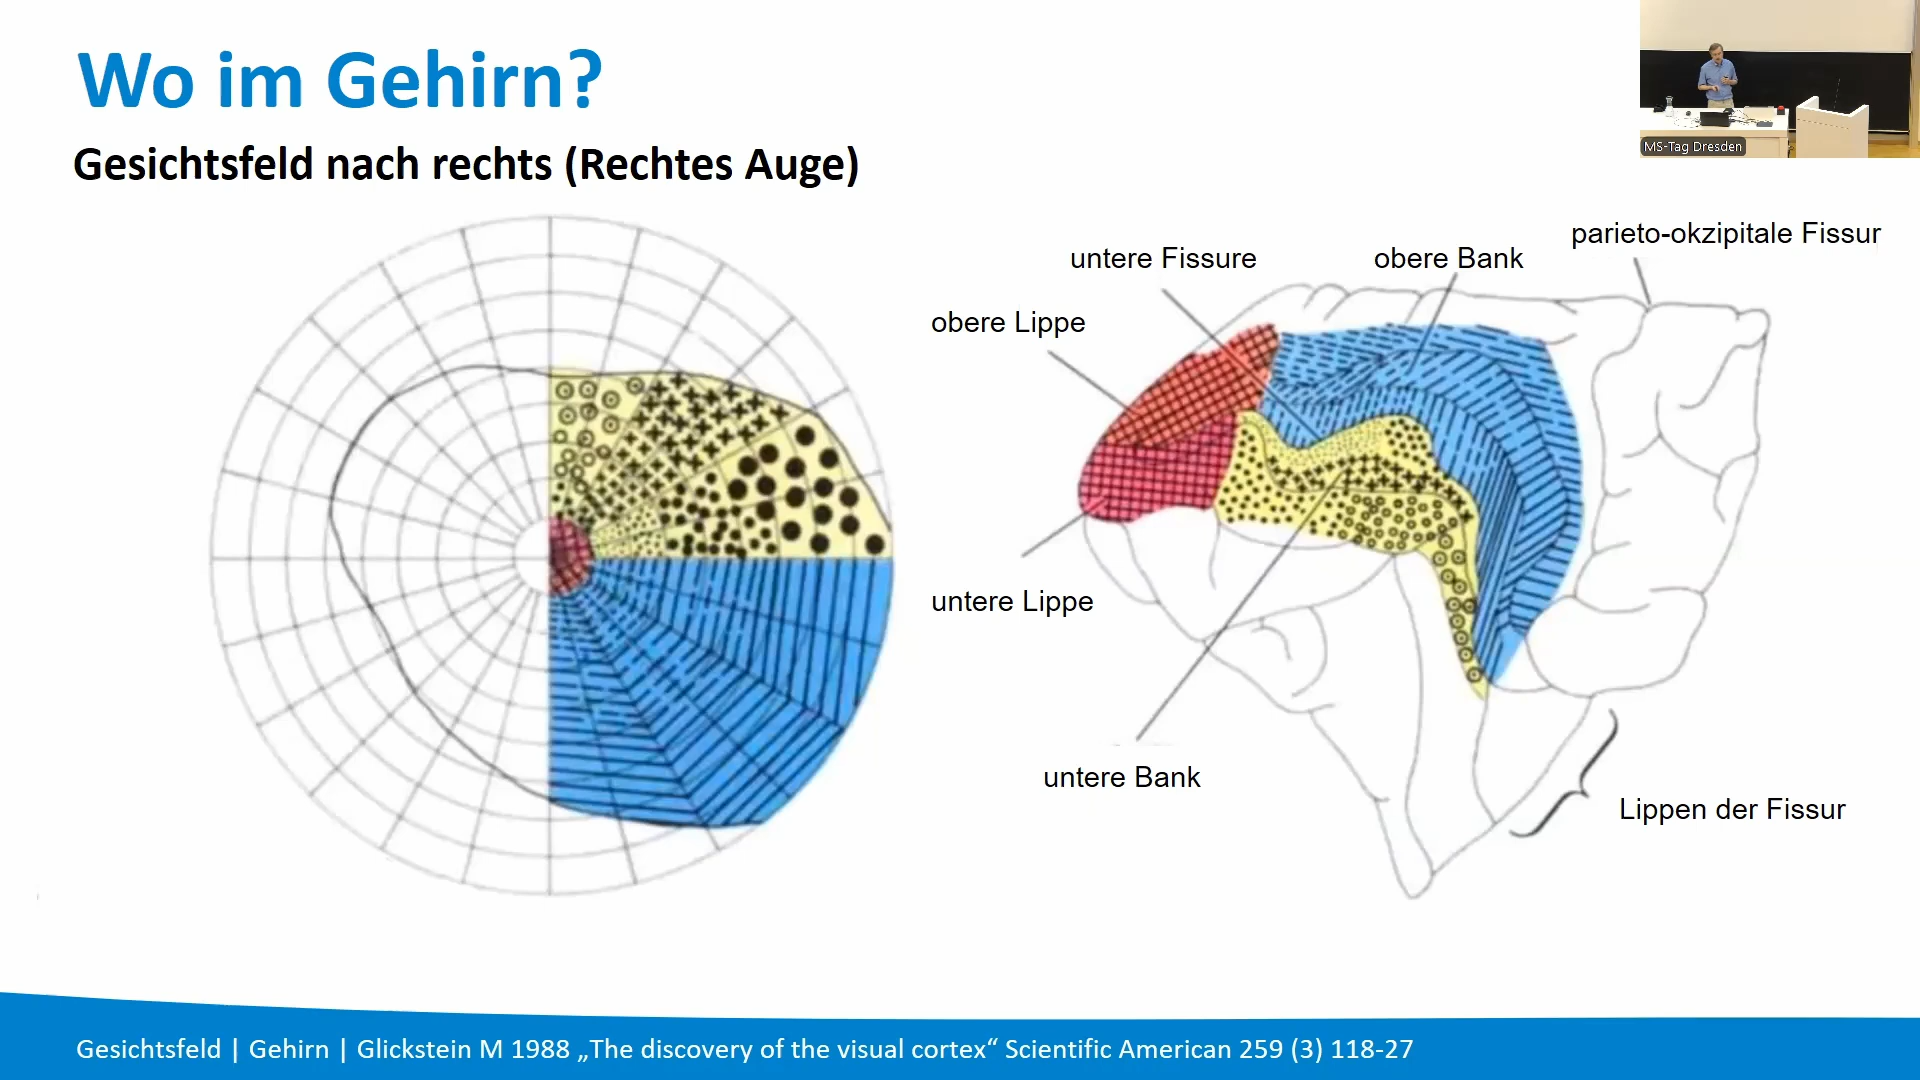 Wo im Gehirn?
Gesichtsfeld nach rechts (Rechtes Auge)
MS-Tag Dresden
parieto-okzipitale Fissur
untere Fissure
obere Bank
obere Lippe
untere Lippe
untere Bank
Lippen der Fissur
Gesichtsfeld | Gehirn | Glickstein M 1988 „The discovery of the visual cortex“ Scientific American 259 (3) 118-27